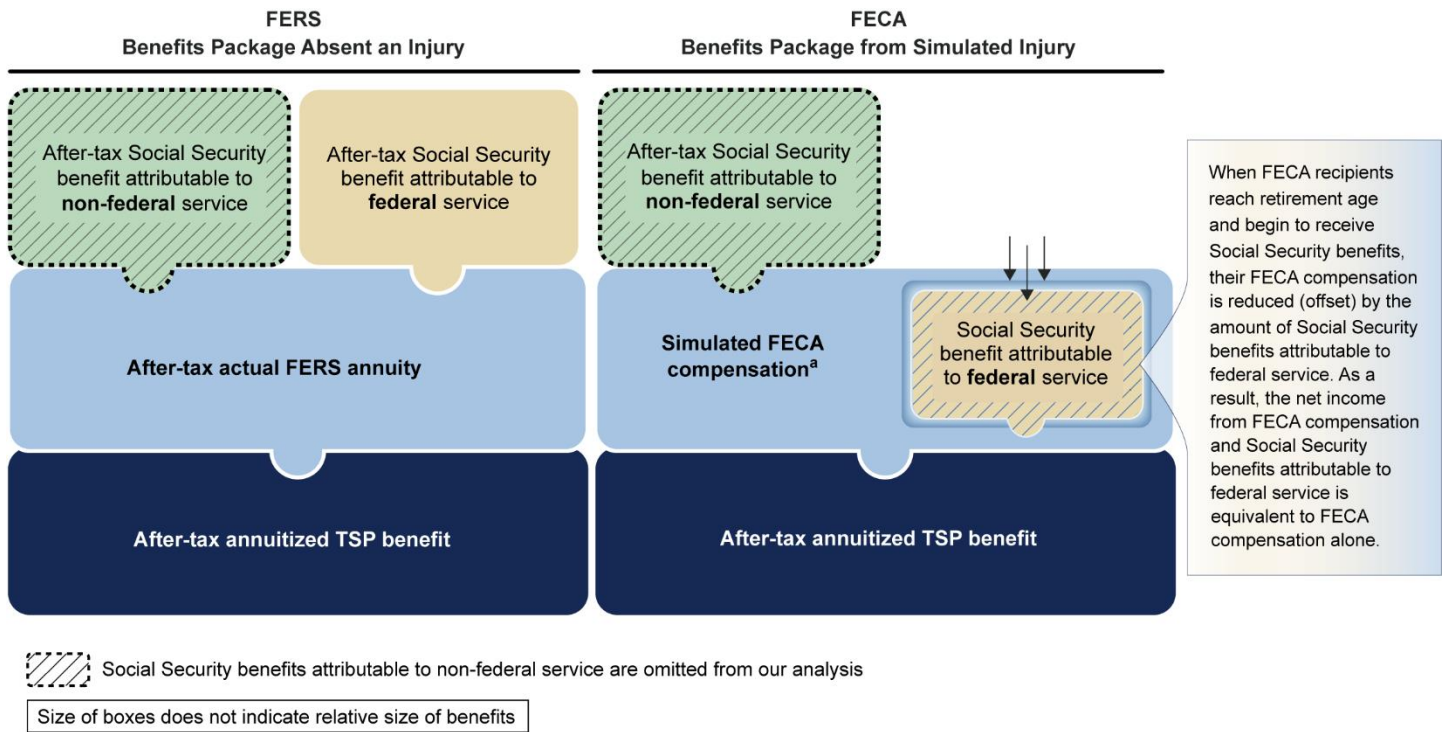 FERS
Benefits Package Absent an Injury
FECA
Benefits Package from Simulated Injury
After-tax Social Security
benefit attributable to
non-federal service
After-tax Social Security
benefit attributable to
federal service
After-tax actual FERS annuity
After-tax annuitized TSP benefit
After-tax Social Security
benefit attributable to
non-federal service
Simulated FECA
compensationᵃ
Social Security
benefit attributable
to federal service
After-tax annuitized TSP benefit
When FECA recipients
reach retirement age
and begin to receive
Social Security benefits,
their FECA compensation
is reduced (offset) by the
amount of Social Security
benefits attributable to
federal service. As a
result, the net income
from FECA compensation
and Social Security
benefits attributable to
federal service is
equivalent to FECA
compensation alone.
Social Security benefits attributable to non-federal service are omitted from our analysis
Size of boxes does not indicate relative size of benefits